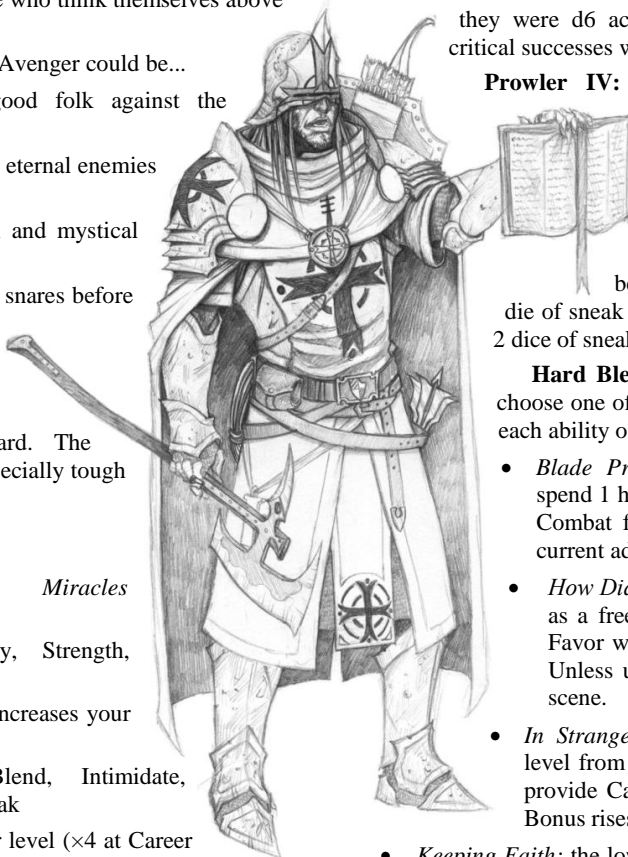 who think themselves above
Avenger could be...
good folk against the
eternal enemies
and mystical
snares before
ard. The
pecially tough
Miracles
y, Strength,
ncreases your
Blend, Intimidate,
ak
r level (×4 at Career
they were d6 ac
critical successes w
Prowler IV:
be
die of sneak
2 dice of sneal
Hard Ble
choose one of
each ability o
• Blade Pr
spend 1 h
Combat f
current ad
• How Dia
as a free
Favor w
Unless u
scene.
• In Strange
level from
provide Ca
Bonus rises
• Keeping Faith: the lov